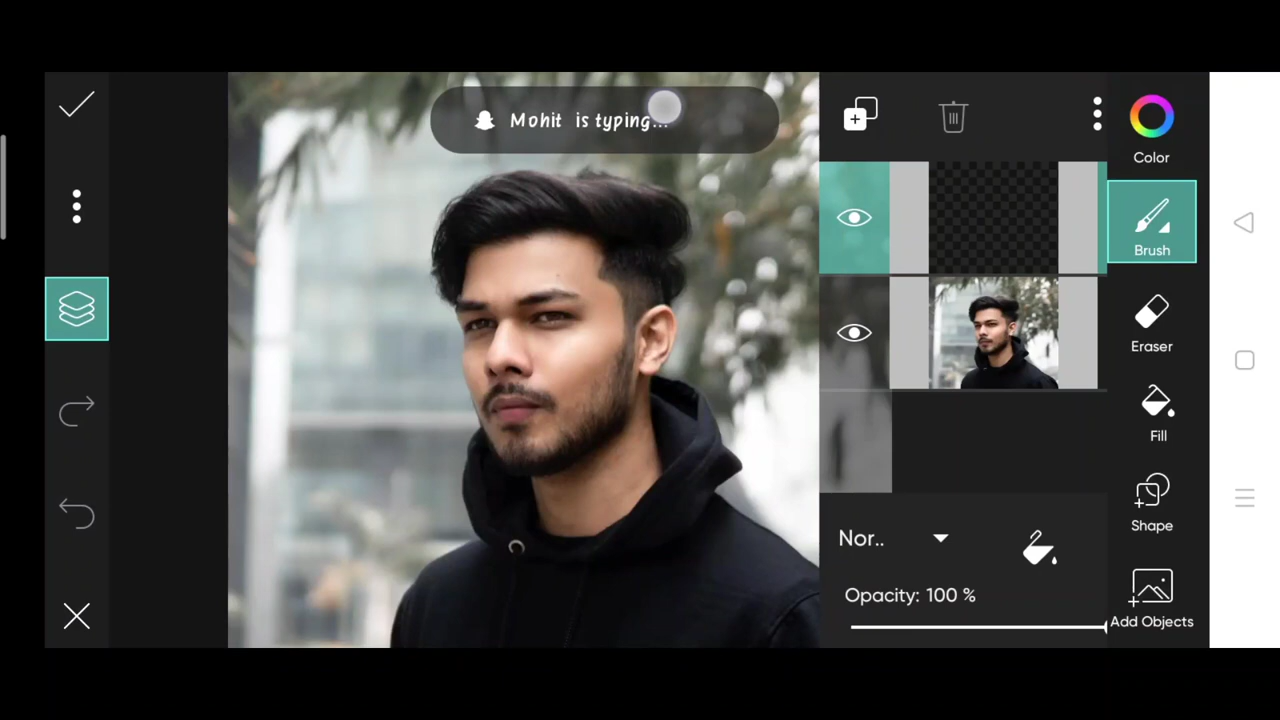 Mohit is typing...
Color
Brush
Eraser
Fill
Shape
Add Objects
Nor..
Opacity: 100 %